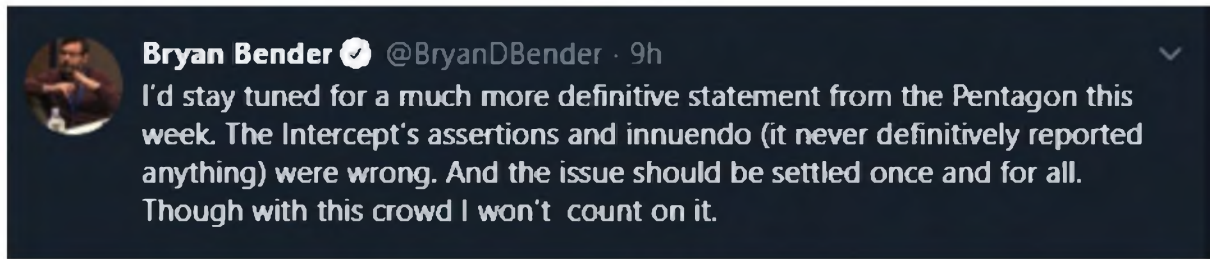 Bryan Bender @BryanDBender · 9h
I'd stay tuned for a much more definitive statement from the Pentagon this
week. The Intercept's assertions and innuendo (it never definitively reported
anything) were wrong. And the issue should be settled once and for all.
Though with this crowd I won't count on it.